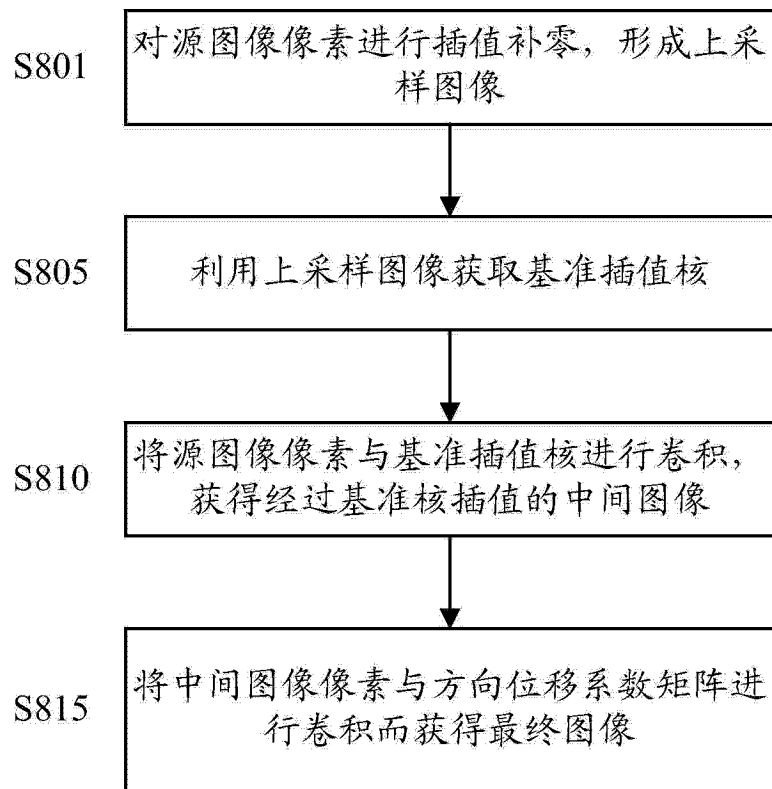 S801
对源图像像素进行插值补零，形成上采
样图像
S805
利用上采样图像获取基准插值核
S810
将源图像像素与基准插值核进行卷积，
获得经过基准核插值的中间图像
S815
将中间图像像素与方向位移系数矩阵进
行卷积而获得最终图像